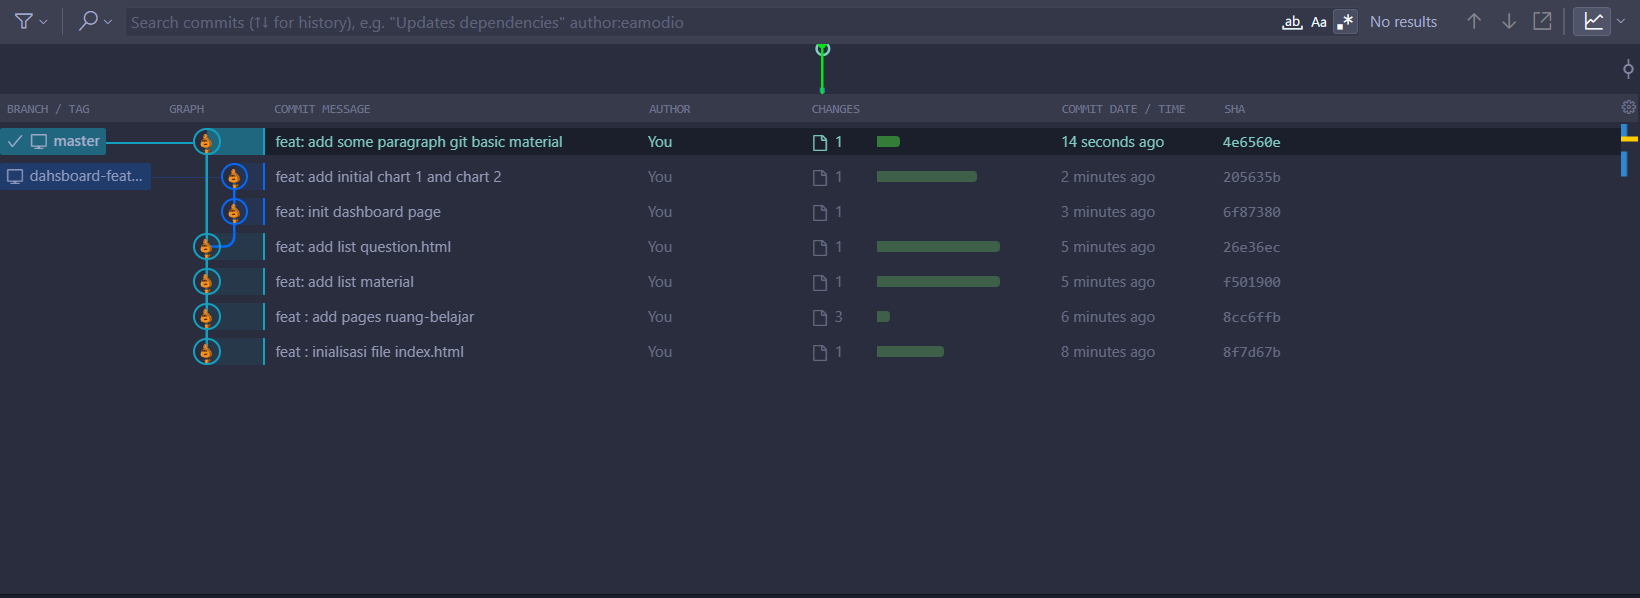 Search commits (↑↓ for history), e.g. "Updates dependencies" author:eamodio ab Aa .* No results
BRANCH / TAG GRAPH COMMIT MESSAGE AUTHOR CHANGES COMMIT DATE / TIME SHA
master feat: add some paragraph git basic material You 1 14 seconds ago 4e6560e
dahsboard-feat... feat: add initial chart 1 and chart 2 You 1 2 minutes ago 205635b
feat: init dashboard page You 1 3 minutes ago 6f87380
feat: add list question.html You 1 5 minutes ago 26e36ec
feat: add list material You 1 5 minutes ago f501900
feat : add pages ruang-belajar You 3 6 minutes ago 8cc6ffb
feat : inialisasi file index.html You 1 8 minutes ago 8f7d67b